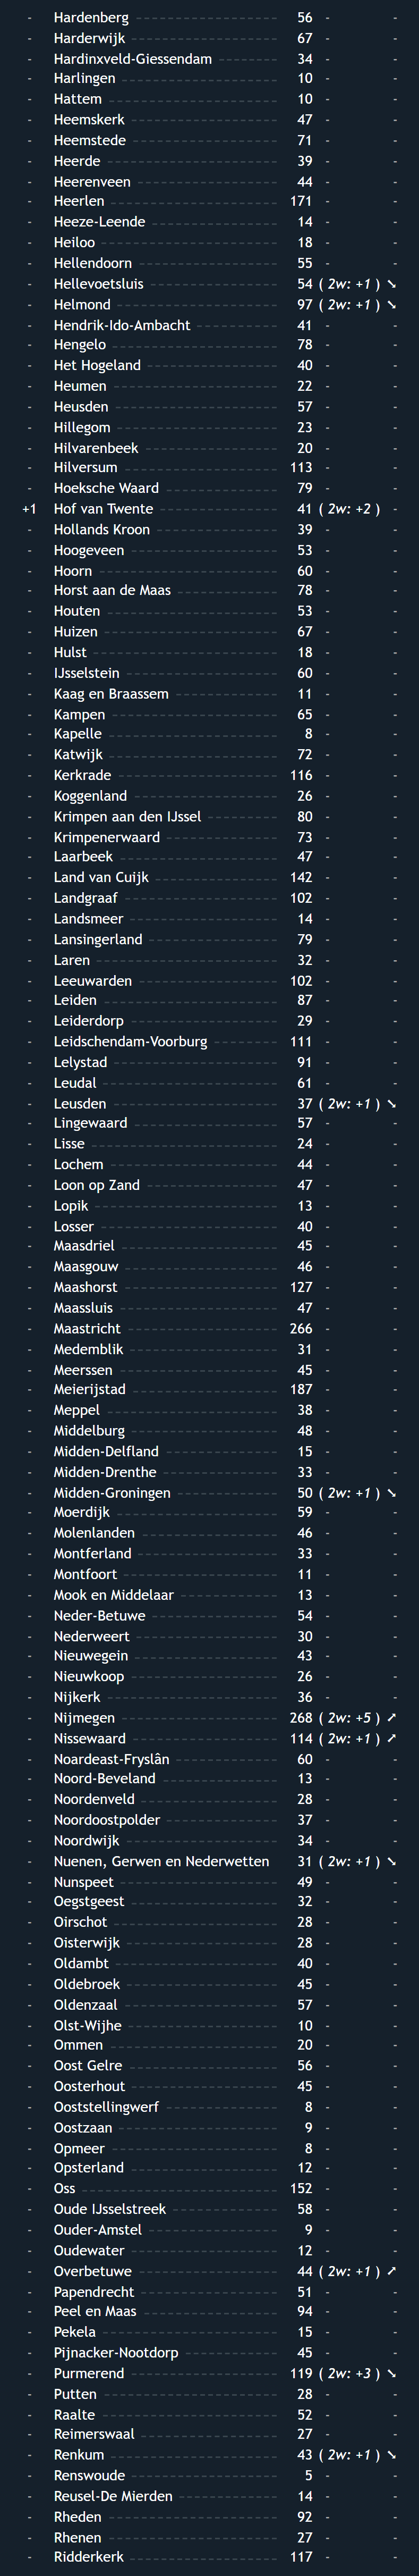 - Hardenberg 56 - -
- Harderwijk 67 - -
- Hardinxveld-Giessendam 34 - -
- Harlingen 10 - -
- Hattem 10 - -
- Heemskerk 47 - -
- Heemstede 71 - -
- Heerde 39 - -
- Heerenveen 44 - -
- Heerlen 171 - -
- Heeze-Leende 14 - -
- Heiloo 18 - -
- Hellendoorn 55 - -
- Hellevoetsluis 54 ( 2w: +1 ) ↘
- Helmond 97 ( 2w: +1 ) ↘
- Hendrik-Ido-Ambacht 41 - -
- Hengelo 78 - -
- Het Hogeland 40 - -
- Heumen 22 - -
- Heusden 57 - -
- Hillegom 23 - -
- Hilvarenbeek 20 - -
- Hilversum 113 - -
- Hoeksche Waard 79 - -
+1 Hof van Twente 41 ( 2w: +2 ) -
- Hollands Kroon 39 - -
- Hoogeveen 53 - -
- Hoorn 60 - -
- Horst aan de Maas 78 - -
- Houten 53 - -
- Huizen 67 - -
- Hulst 18 - -
- IJsselstein 60 - -
- Kaag en Braassem 11 - -
- Kampen 65 - -
- Kapelle 8 - -
- Katwijk 72 - -
- Kerkrade 116 - -
- Koggenland 26 - -
- Krimpen aan den IJssel 80 - -
- Krimpenerwaard 73 - -
- Laarbeek 47 - -
- Land van Cuijk 142 - -
- Landgraaf 102 - -
- Landsmeer 14 - -
- Lansingerland 79 - -
- Laren 32 - -
- Leeuwarden 102 - -
- Leiden 87 - -
- Leiderdorp 29 - -
- Leidschendam-Voorburg 111 - -
- Lelystad 91 - -
- Leudal 61 - -
- Leusden 37 ( 2w: +1 ) ↘
- Lingewaard 57 - -
- Lisse 24 - -
- Lochem 44 - -
- Loon op Zand 47 - -
- Lopik 13 - -
- Losser 40 - -
- Maasdriel 45 - -
- Maasgouw 46 - -
- Maashorst 127 - -
- Maassluis 47 - -
- Maastricht 266 - -
- Medemblik 31 - -
- Meerssen 45 - -
- Meierijstad 187 - -
- Meppel 38 - -
- Middelburg 48 - -
- Midden-Delfland 15 - -
- Midden-Drenthe 33 - -
- Midden-Groningen 50 ( 2w: +1 ) ↘
- Moerdijk 59 - -
- Molenlanden 46 - -
- Montferland 33 - -
- Montfoort 11 - -
- Mook en Middelaar 13 - -
- Neder-Betuwe 54 - -
- Nederweert 30 - -
- Nieuwegein 43 - -
- Nieuwkoop 26 - -
- Nijkerk 36 - -
- Nijmegen 268 ( 2w: +5 ) ↗
- Nissewaard 114 ( 2w: +1 ) ↗
- Noardeast-Fryslân 60 - -
- Noord-Beveland 13 - -
- Noordenveld 28 - -
- Noordoostpolder 37 - -
- Noordwijk 34 - -
- Nuenen, Gerwen en Nederwetten 31 ( 2w: +1 ) ↘
- Nunspeet 49 - -
- Oegstgeest 32 - -
- Oirschot 28 - -
- Oisterwijk 28 - -
- Oldambt 40 - -
- Oldebroek 45 - -
- Oldenzaal 57 - -
- Olst-Wijhe 10 - -
- Ommen 20 - -
- Oost Gelre 56 - -
- Oosterhout 45 - -
- Ooststellingwerf 8 - -
- Oostzaan 9 - -
- Opmeer 8 - -
- Opsterland 12 - -
- Oss 152 - -
- Oude IJsselstreek 58 - -
- Ouder-Amstel 9 - -
- Oudewater 12 - -
- Overbetuwe 44 ( 2w: +1 ) ↗
- Papendrecht 51 - -
- Peel en Maas 94 - -
- Pekela 15 - -
- Pijnacker-Nootdorp 45 - -
- Purmerend 119 ( 2w: +3 ) ↘
- Putten 28 - -
- Raalte 52 - -
- Reimerswaal 27 - -
- Renkum 43 ( 2w: +1 ) ↘
- Renswoude 5 - -
- Reusel-De Mierden 14 - -
- Rheden 92 - -
- Rhenen 27 - -
- Ridderkerk 117 - -